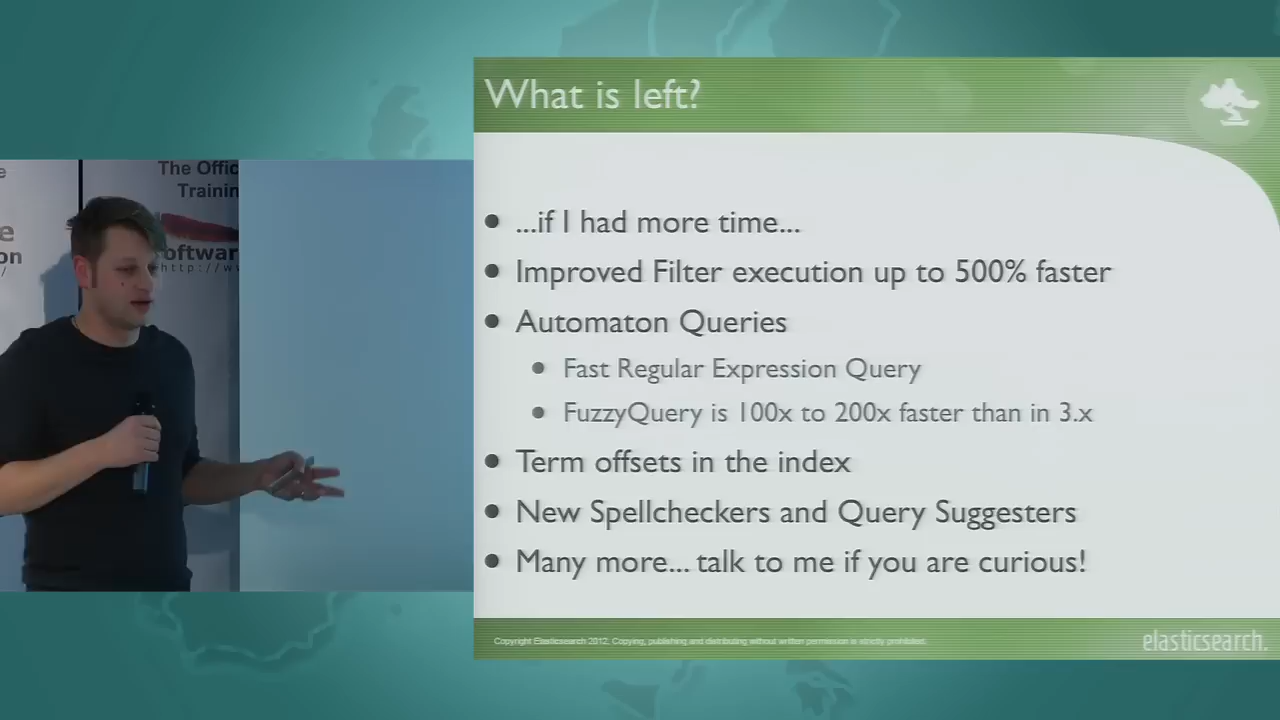 What is left?
...if I had more time...
Improved Filter execution up to 500% faster
Automaton Queries
Fast Regular Expression Query
FuzzyQuery is 100x to 200x faster than in 3.x
Term offsets in the index
New Spellcheckers and Query Suggesters
Many more... talk to me if you are curious!
Copyright Elasticsearch 2012. Copying, publishing and distributing without written permission is strictly prohibited.
elasticsearch.
The Offic
Trainin
oftwar
http://w
e
e
on
/